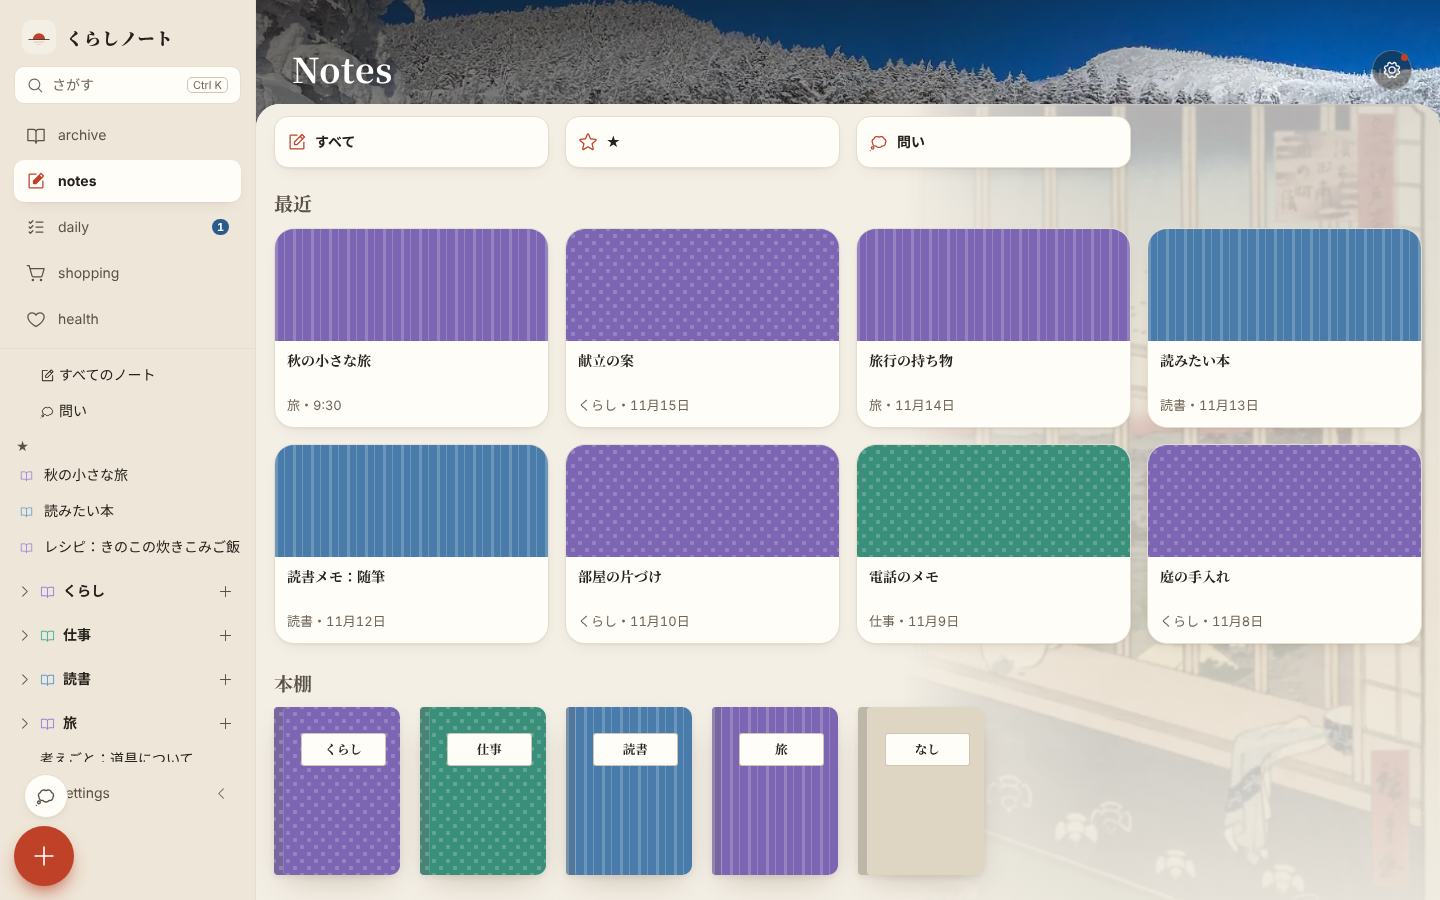 くらしノート
さがす
Ctrl K
archive
notes
daily
1
shopping
health
すべてのノート
問い
★
秋の小さな旅
読みたい本
レシピ：きのこの炊きこみご飯
くらし
仕事
読書
旅
考えごと：道具について
ettings
Notes
すべて
★
問い
最近
秋の小さな旅
旅・9:30
献立の案
くらし・11月15日
旅行の持ち物
旅・11月14日
読みたい本
読書・11月13日
読書メモ：随筆
読書・11月12日
部屋の片づけ
くらし・11月10日
電話のメモ
仕事・11月9日
庭の手入れ
くらし・11月8日
本棚
くらし
仕事
読書
旅
なし